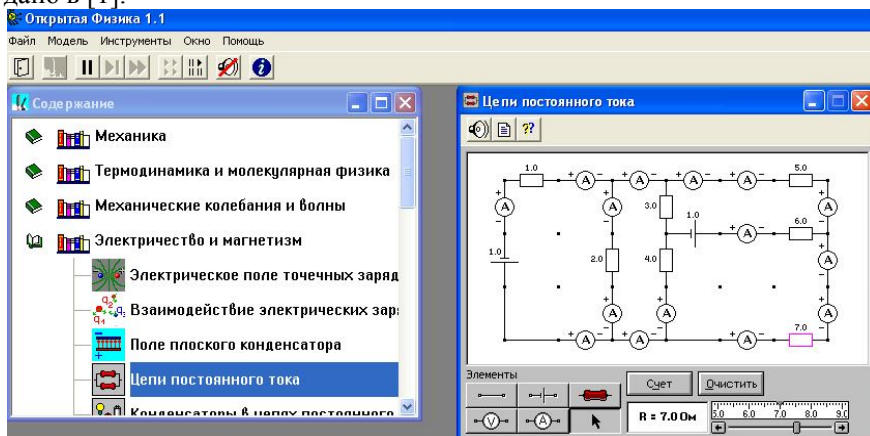 дано в [1].
Открытая Физика 1.1
Файл Модель Инструменты Окно Помощь
Содержание
Механика
Термодинамика и молекулярная физика
Механические колебания и волны
Электричество и магнетизм
Электрическое поле точечных заряд
Взаимодействие электрических зар
Поле плоского конденсатора
Цепи постоянного тока
Конденсаторы в цепях постоянного
Цепи постоянного тока
1.0 + A - + A - + A - + A - 5.0
+ A - + A - 3.0 1.0 + A - 6.0 + A -
1.0 2.0 4.0 + A -
+ A - + A - + A -
+ A - + A - + A - 7.0
Элементы
Счет Очистить
V A R = 7.0 Ом 5.0 6.0 7.0 8.0 9.0